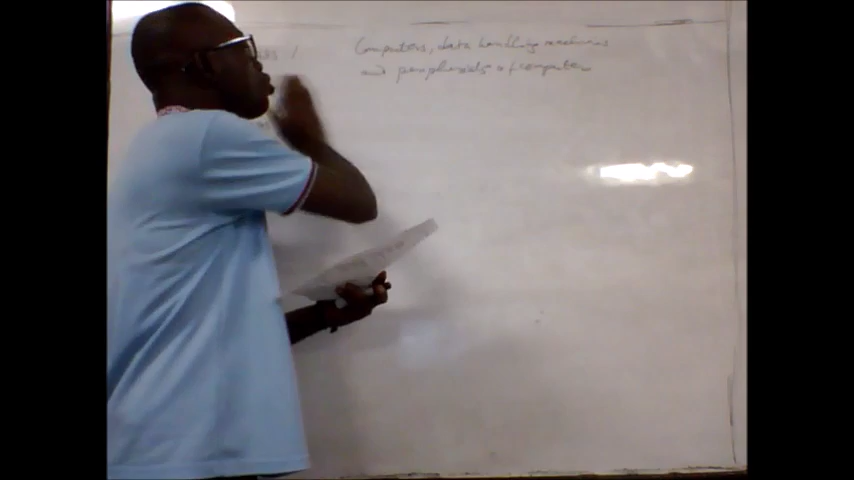 Computers, data handling machines
and peripherals of computers